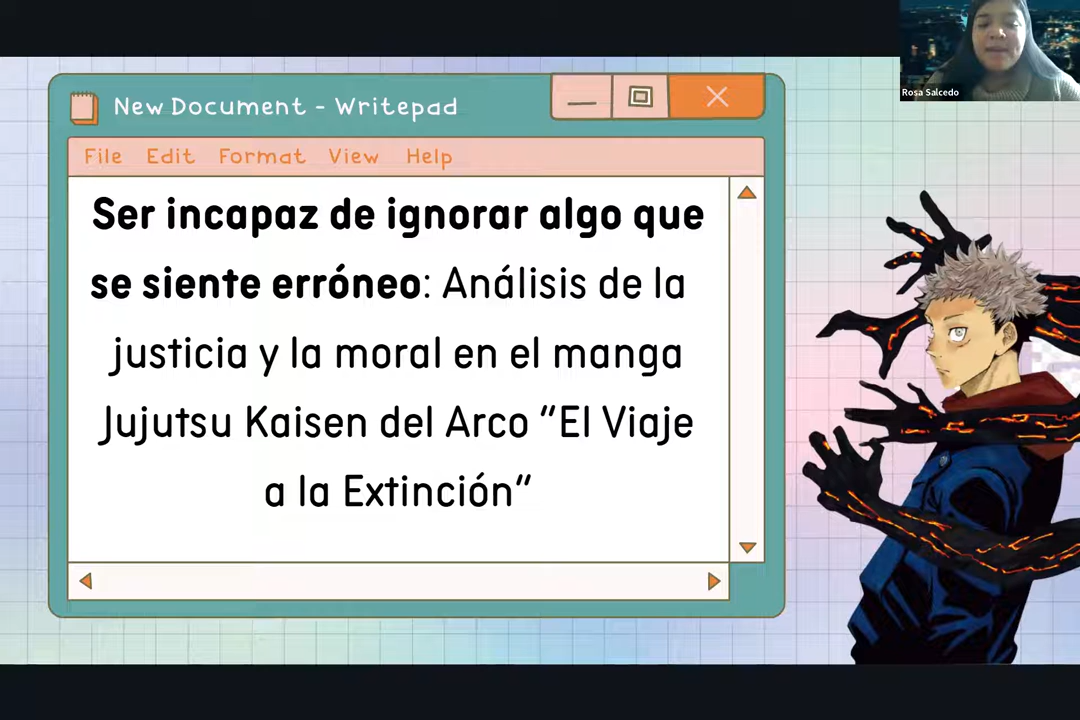 Rosa Salcedo
New Document - Writepad
File Edit Format View Help
Ser incapaz de ignorar algo que
se siente erróneo: Análisis de la
justicia y la moral en el manga
Jujutsu Kaisen del Arco “El Viaje
a la Extinción”